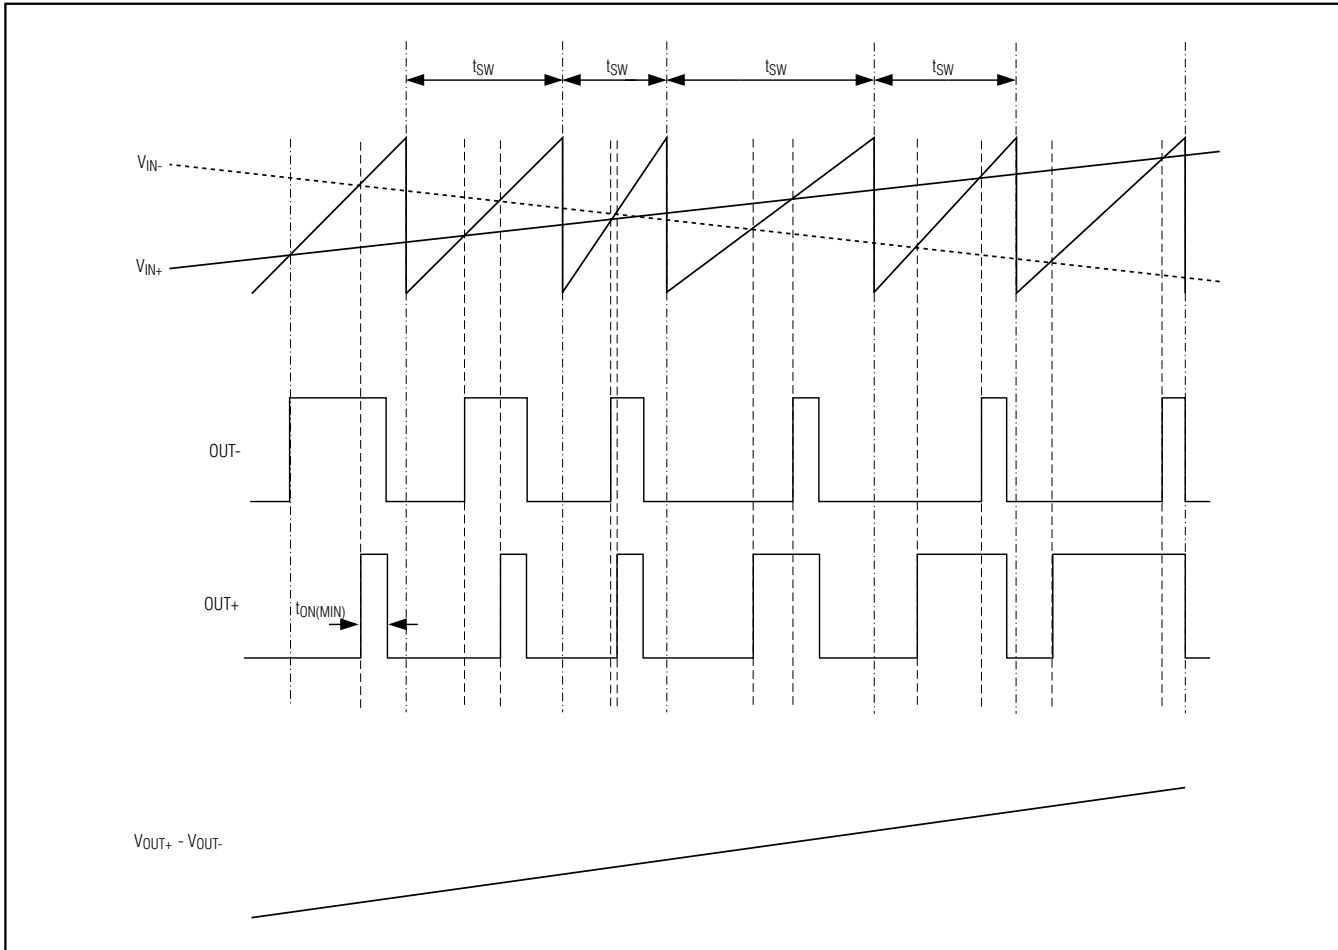 tSW tSW tSW tSW
VIN-
VIN+
OUT-
OUT+
tON(MIN)
VOUT+ - VOUT-